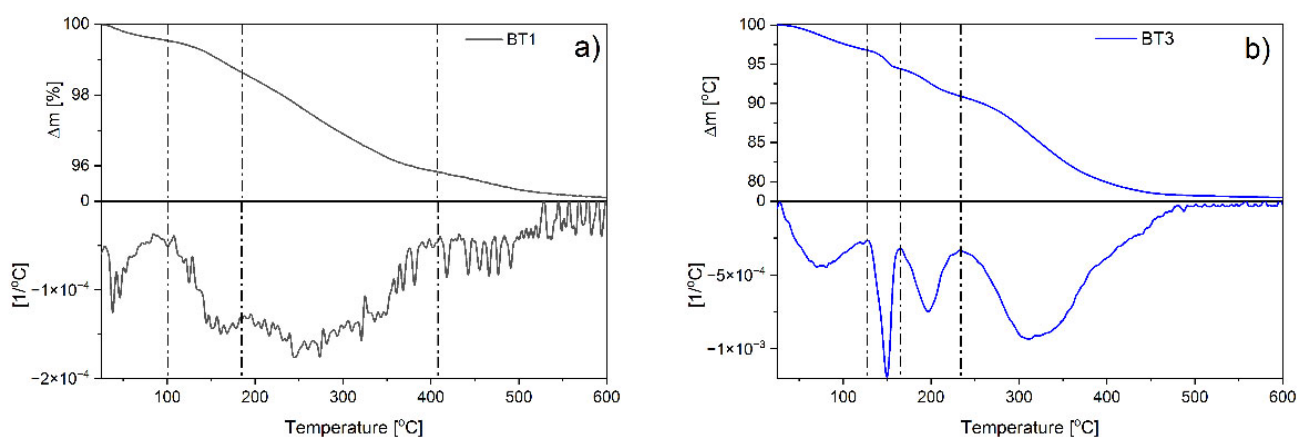 100
98
96
0
−1×10⁻⁴
−2×10⁻⁴
Δm [%]
[1/°C]
BT1
a)
100
200
300
400
500
600
Temperature [°C]
100
95
90
85
80
0
−5×10⁻⁴
−1×10⁻³
Δm [°C]
[1/°C]
BT3
b)
100
200
300
400
500
600
Temperature [°C]